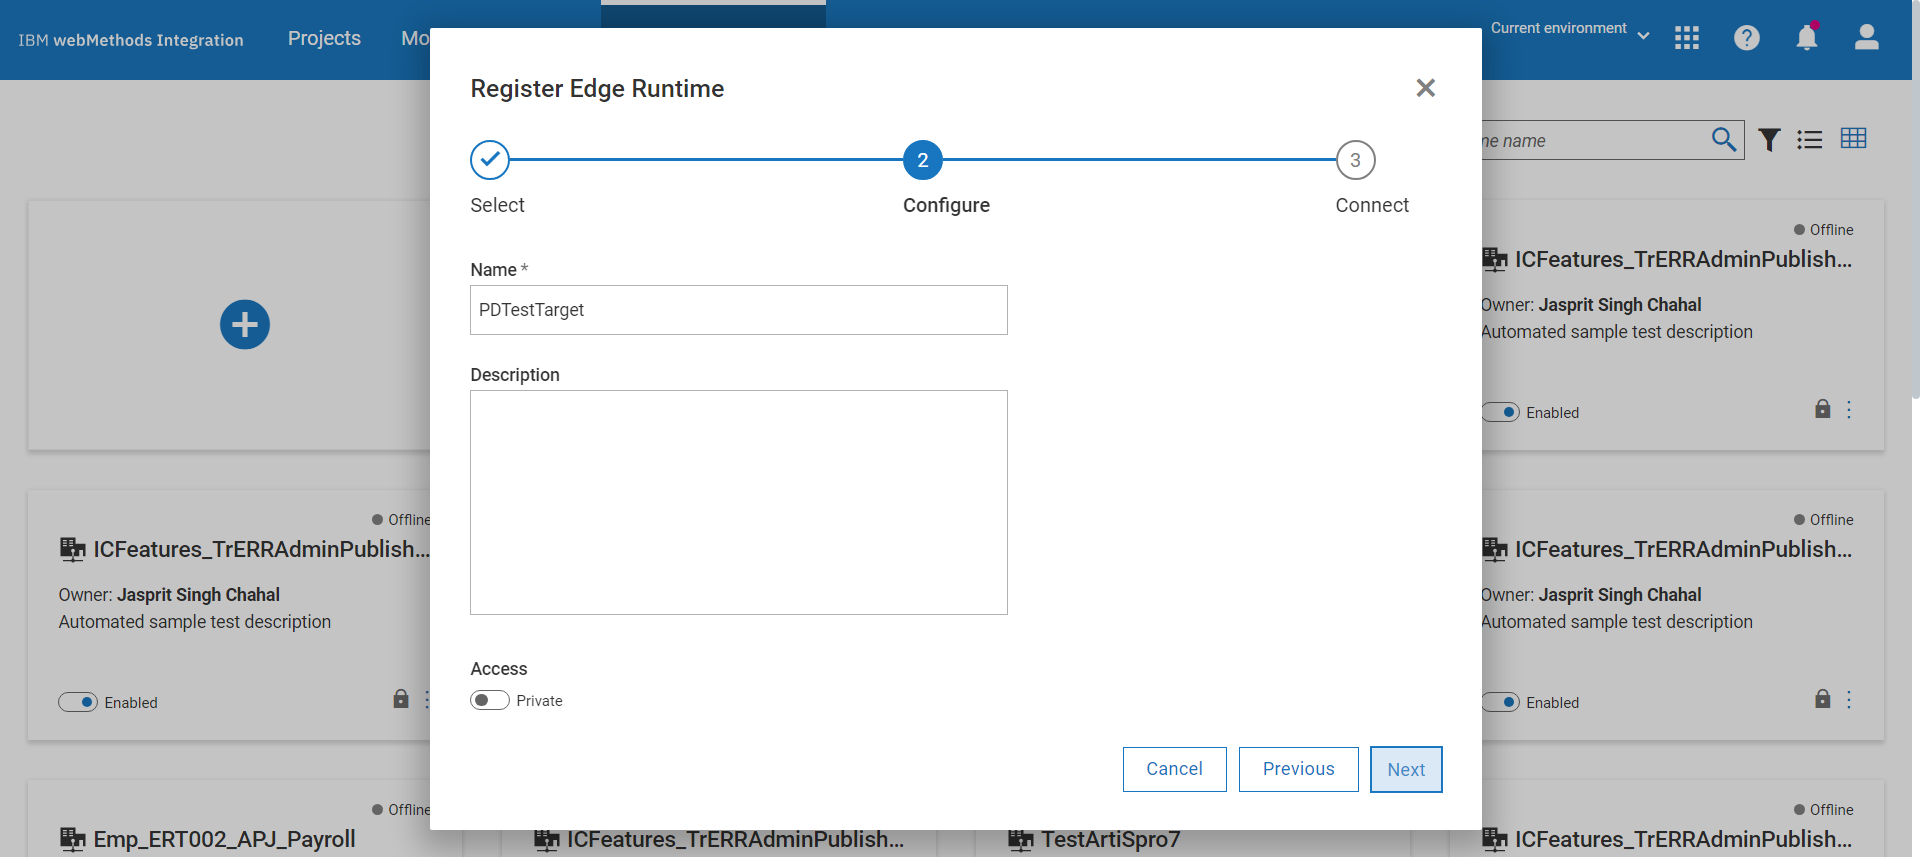 IBM webMethods Integration
Projects
Mo
Current environment
Register Edge Runtime
2
3
Select
Configure
Connect
Name *
PDTestTarget
Description
Access
Private
Cancel
Previous
Next
me name
Offline
ICFeatures_TrERRAdminPublish...
Owner: Jasprit Singh Chahal
Automated sample test description
Enabled
Offline
ICFeatures_TrERRAdminPublish...
Owner: Jasprit Singh Chahal
Automated sample test description
Enabled
Offline
ICFeatures_TrERRAdminPublish...
Owner: Jasprit Singh Chahal
Automated sample test description
Enabled
Offline
Emp_ERT002_APJ_Payroll
ICFeatures_TrERRAdminPublish...
TestArtiSpro7
Offline
ICFeatures_TrERRAdminPublish...